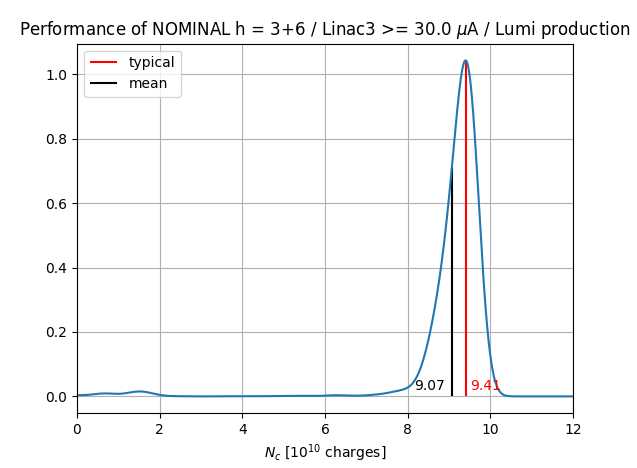 Performance of NOMINAL h = 3+6 / Linac3 >= 30.0 μA / Lumi production
typical
mean
1.0
0.8
0.6
0.4
0.2
0.0
9.07
9.41
0 2 4 6 8 10 12
N_c [10^10 charges]